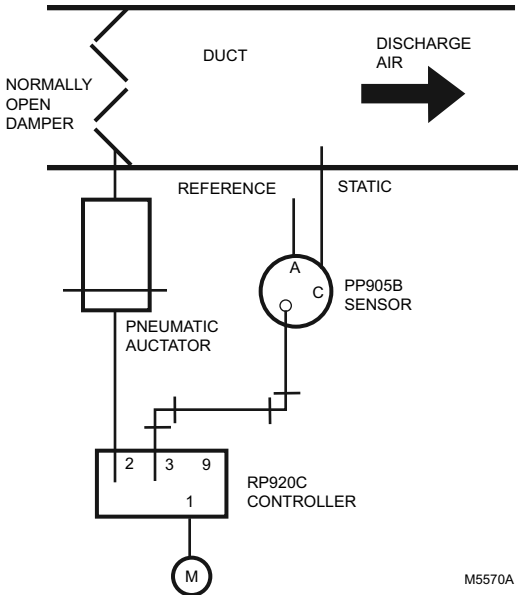 DUCT
DISCHARGE
AIR
NORMALLY
OPEN
DAMPER
REFERENCE
STATIC
A
C
PP905B
SENSOR
PNEUMATIC
AUCTATOR
2
3
9
1
RP920C
CONTROLLER
M
M5570A